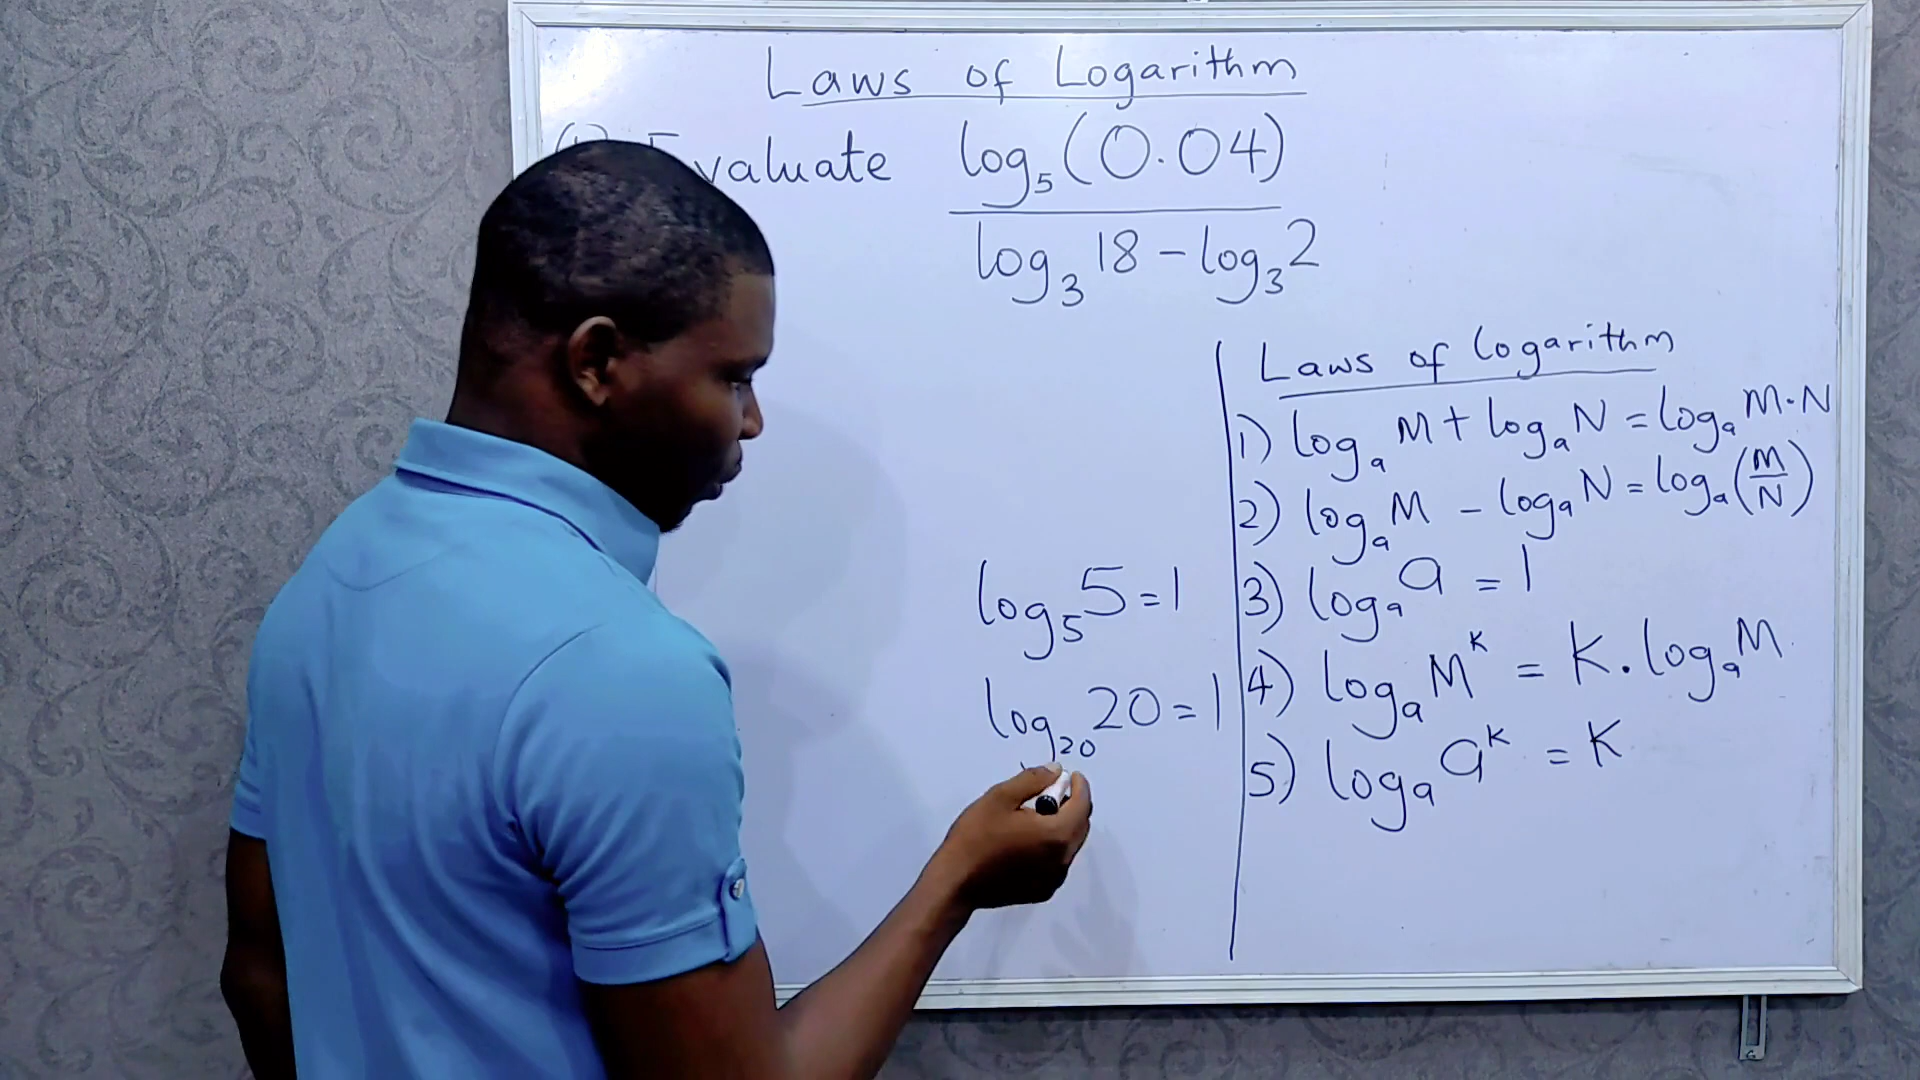 Laws of Logarithm
Evaluate log₅(0.04)
log₃18 - log₃2
Laws of Logarithm
1) logₐM + logₐN = logₐM·N
2) logₐM - logₐN = logₐ(M/N)
3) logₐa = 1
4) logₐMᴷ = K.logₐM
5) logₐaᴷ = K
log₅5=1
log₂₀20=1